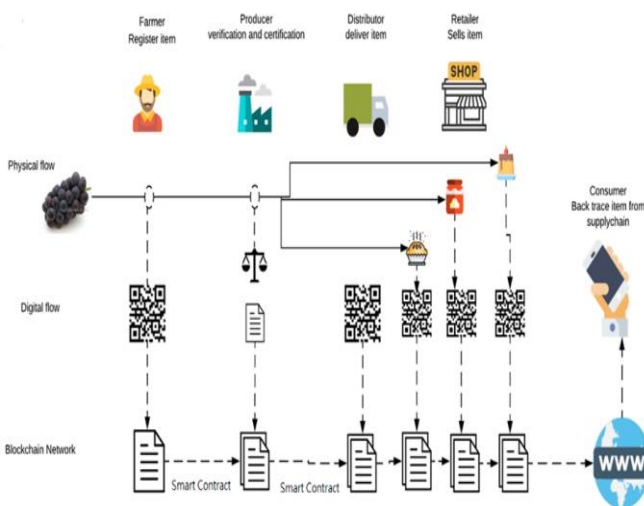 Farmer
Register item
Producer
verification and certification
Distributor
deliver item
Retailer
Sells item
SHOP
Physical flow
Consumer
Back trace item from
supplychain
Digital flow
Blockchain Network
Smart Contract
Smart Contract
WWW